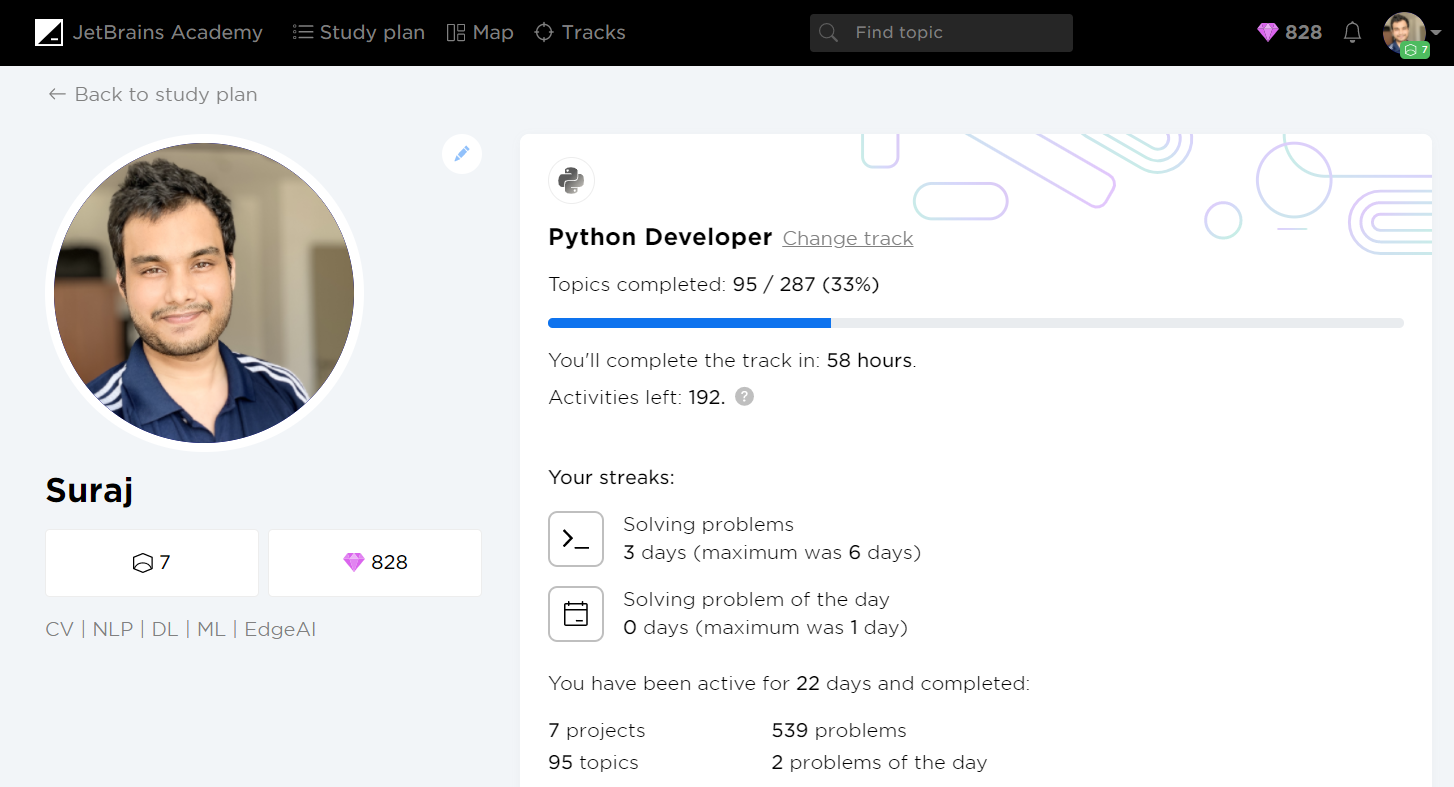 JetBrains Academy Study plan Map Tracks Find topic 828 7
← Back to study plan
Python Developer Change track
Topics completed: 95 / 287 (33%)
You'll complete the track in: 58 hours.
Activities left: 192. ?
Suraj
7 828
CV | NLP | DL | ML | EdgeAI
Your streaks:
Solving problems
3 days (maximum was 6 days)
Solving problem of the day
0 days (maximum was 1 day)
You have been active for 22 days and completed:
7 projects 539 problems
95 topics 2 problems of the day